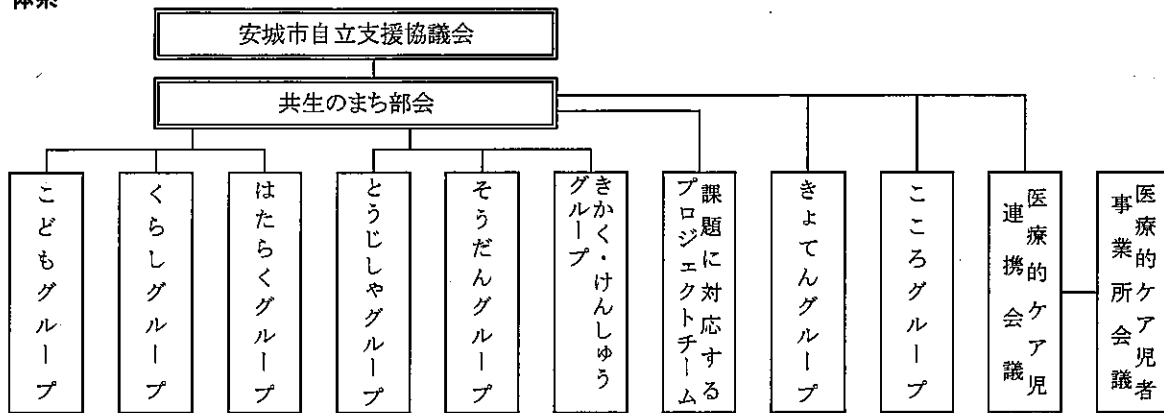 体系
安城市自立支援協議会
共生のまち部会
こどもグループ
くらしグループ
はたらくグループ
とうじしゃグループ
そうだんグループ
きかく・けんしゅう
グループ
課題に対応する
プロジェクトチーム
きょてんグループ
こころグループ
医療的ケア児
連携会議
医療的ケア児者
事業所会議